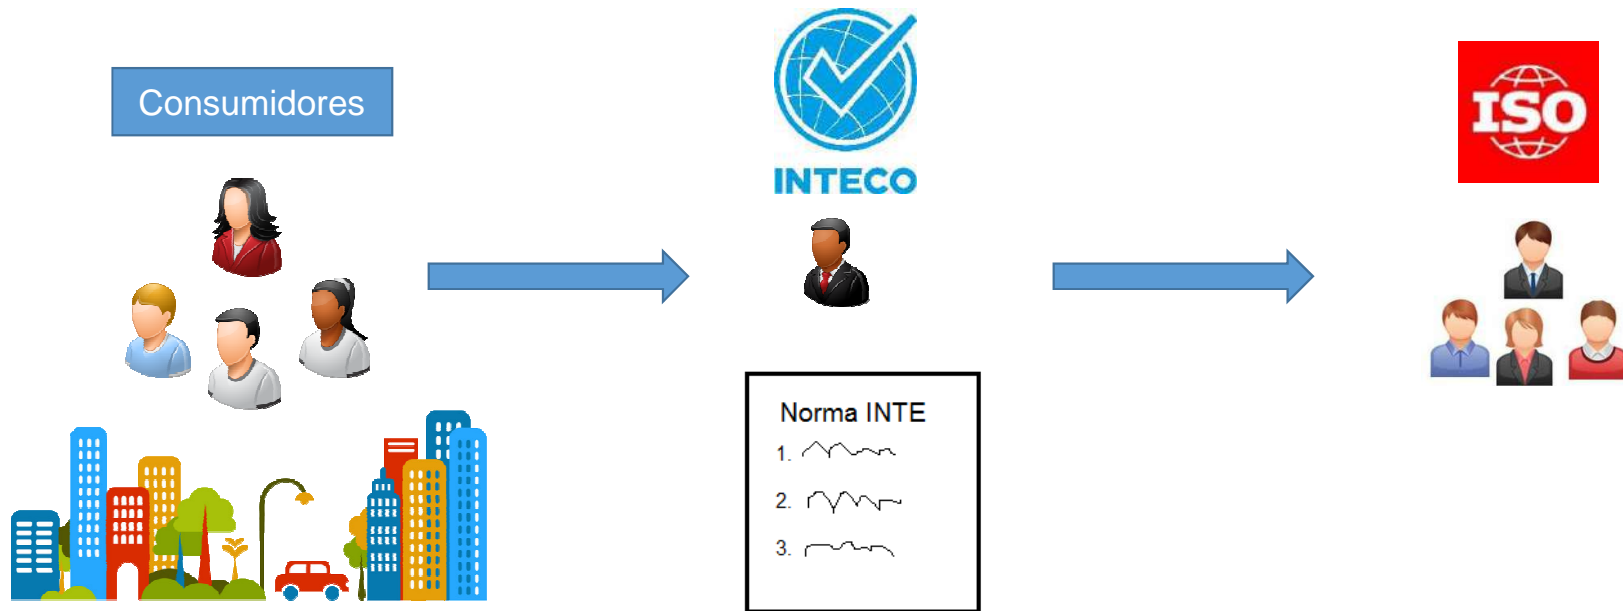 Consumidores
INTECO
ISO
Norma INTE
1.
2.
3.